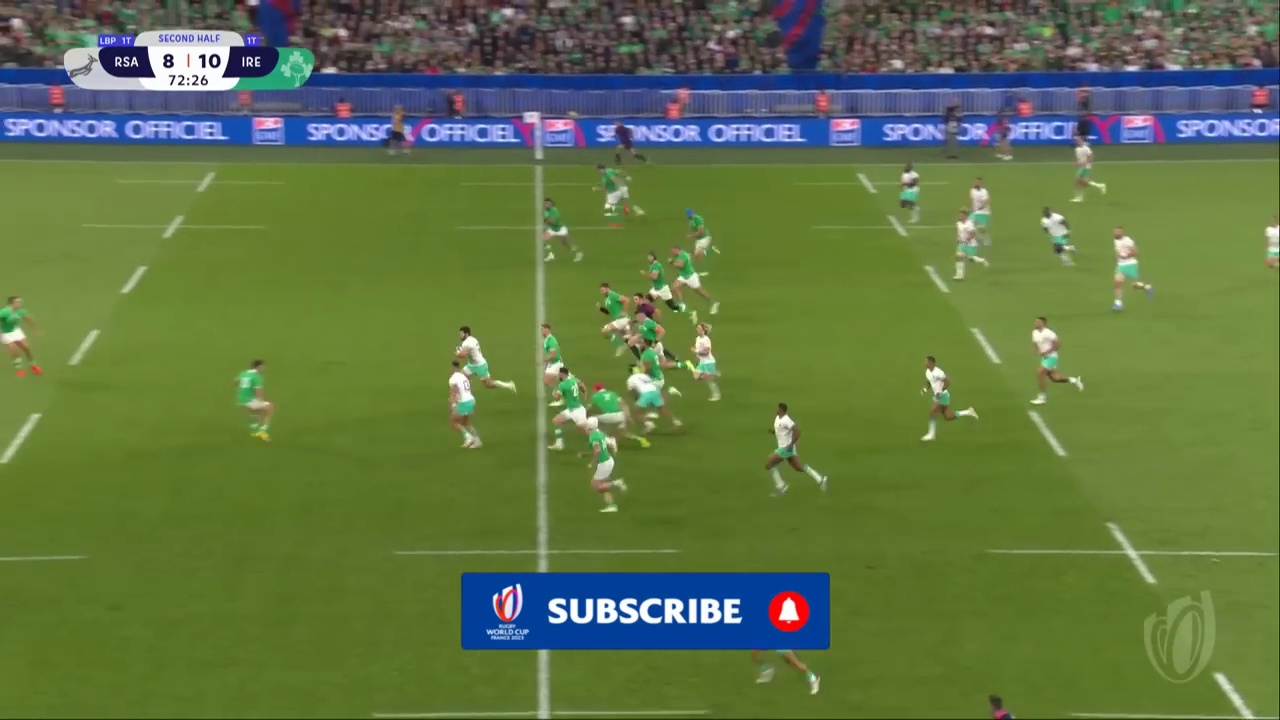 LBP 1T SECOND HALF 1T
RSA 8 | 10 IRE
72:26
SPONSOR OFFICIEL SPONSOR OFFICIEL SPONSOR OFFICIEL SPONSOR OFFICIEL SPONSOR
RUGBY
WORLD CUP
FRANCE 2023
SUBSCRIBE